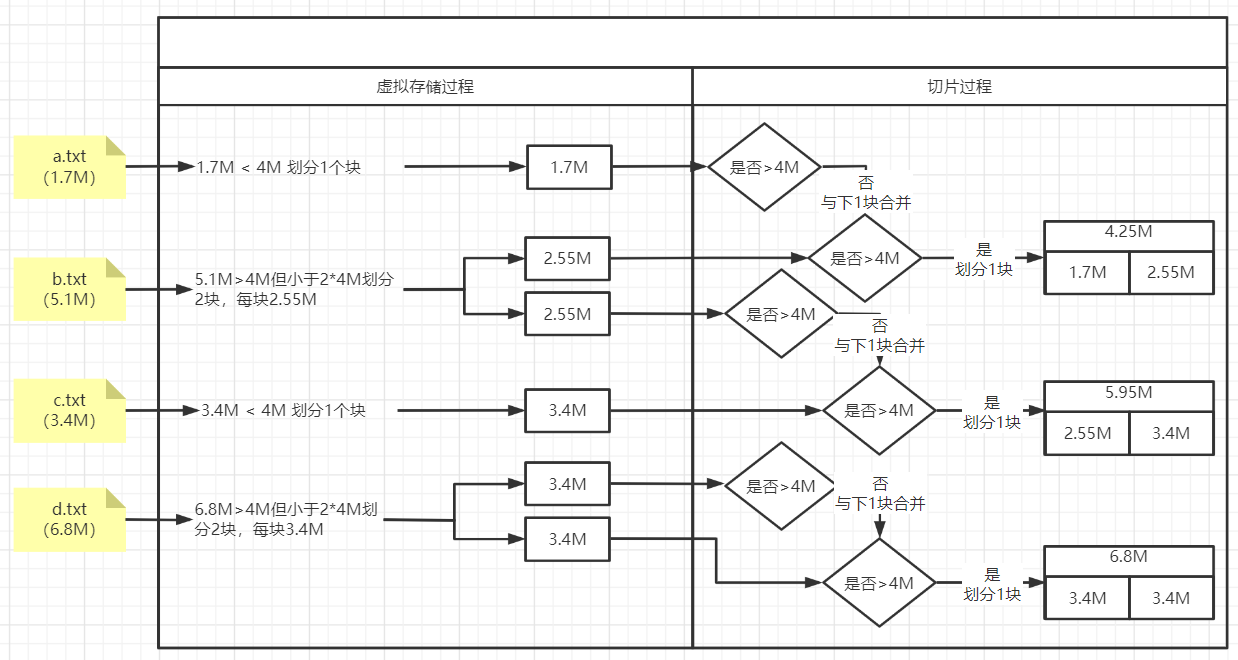 虚拟存储过程
切片过程
a.txt
(1.7M)
1.7M < 4M 划分1个块
1.7M
是否>4M
否
与下1块合并
b.txt
(5.1M)
5.1M>4M但小于2*4M划分
2块，每块2.55M
2.55M
是否>4M
是
划分1块
4.25M
1.7M
2.55M
2.55M
是否>4M
否
与下1块合并
c.txt
(3.4M)
3.4M < 4M 划分1个块
3.4M
是否>4M
是
划分1块
5.95M
2.55M
3.4M
d.txt
(6.8M)
6.8M>4M但小于2*4M划
分2块，每块3.4M
3.4M
是否>4M
否
与下1块合并
3.4M
是否>4M
是
划分1块
6.8M
3.4M
3.4M